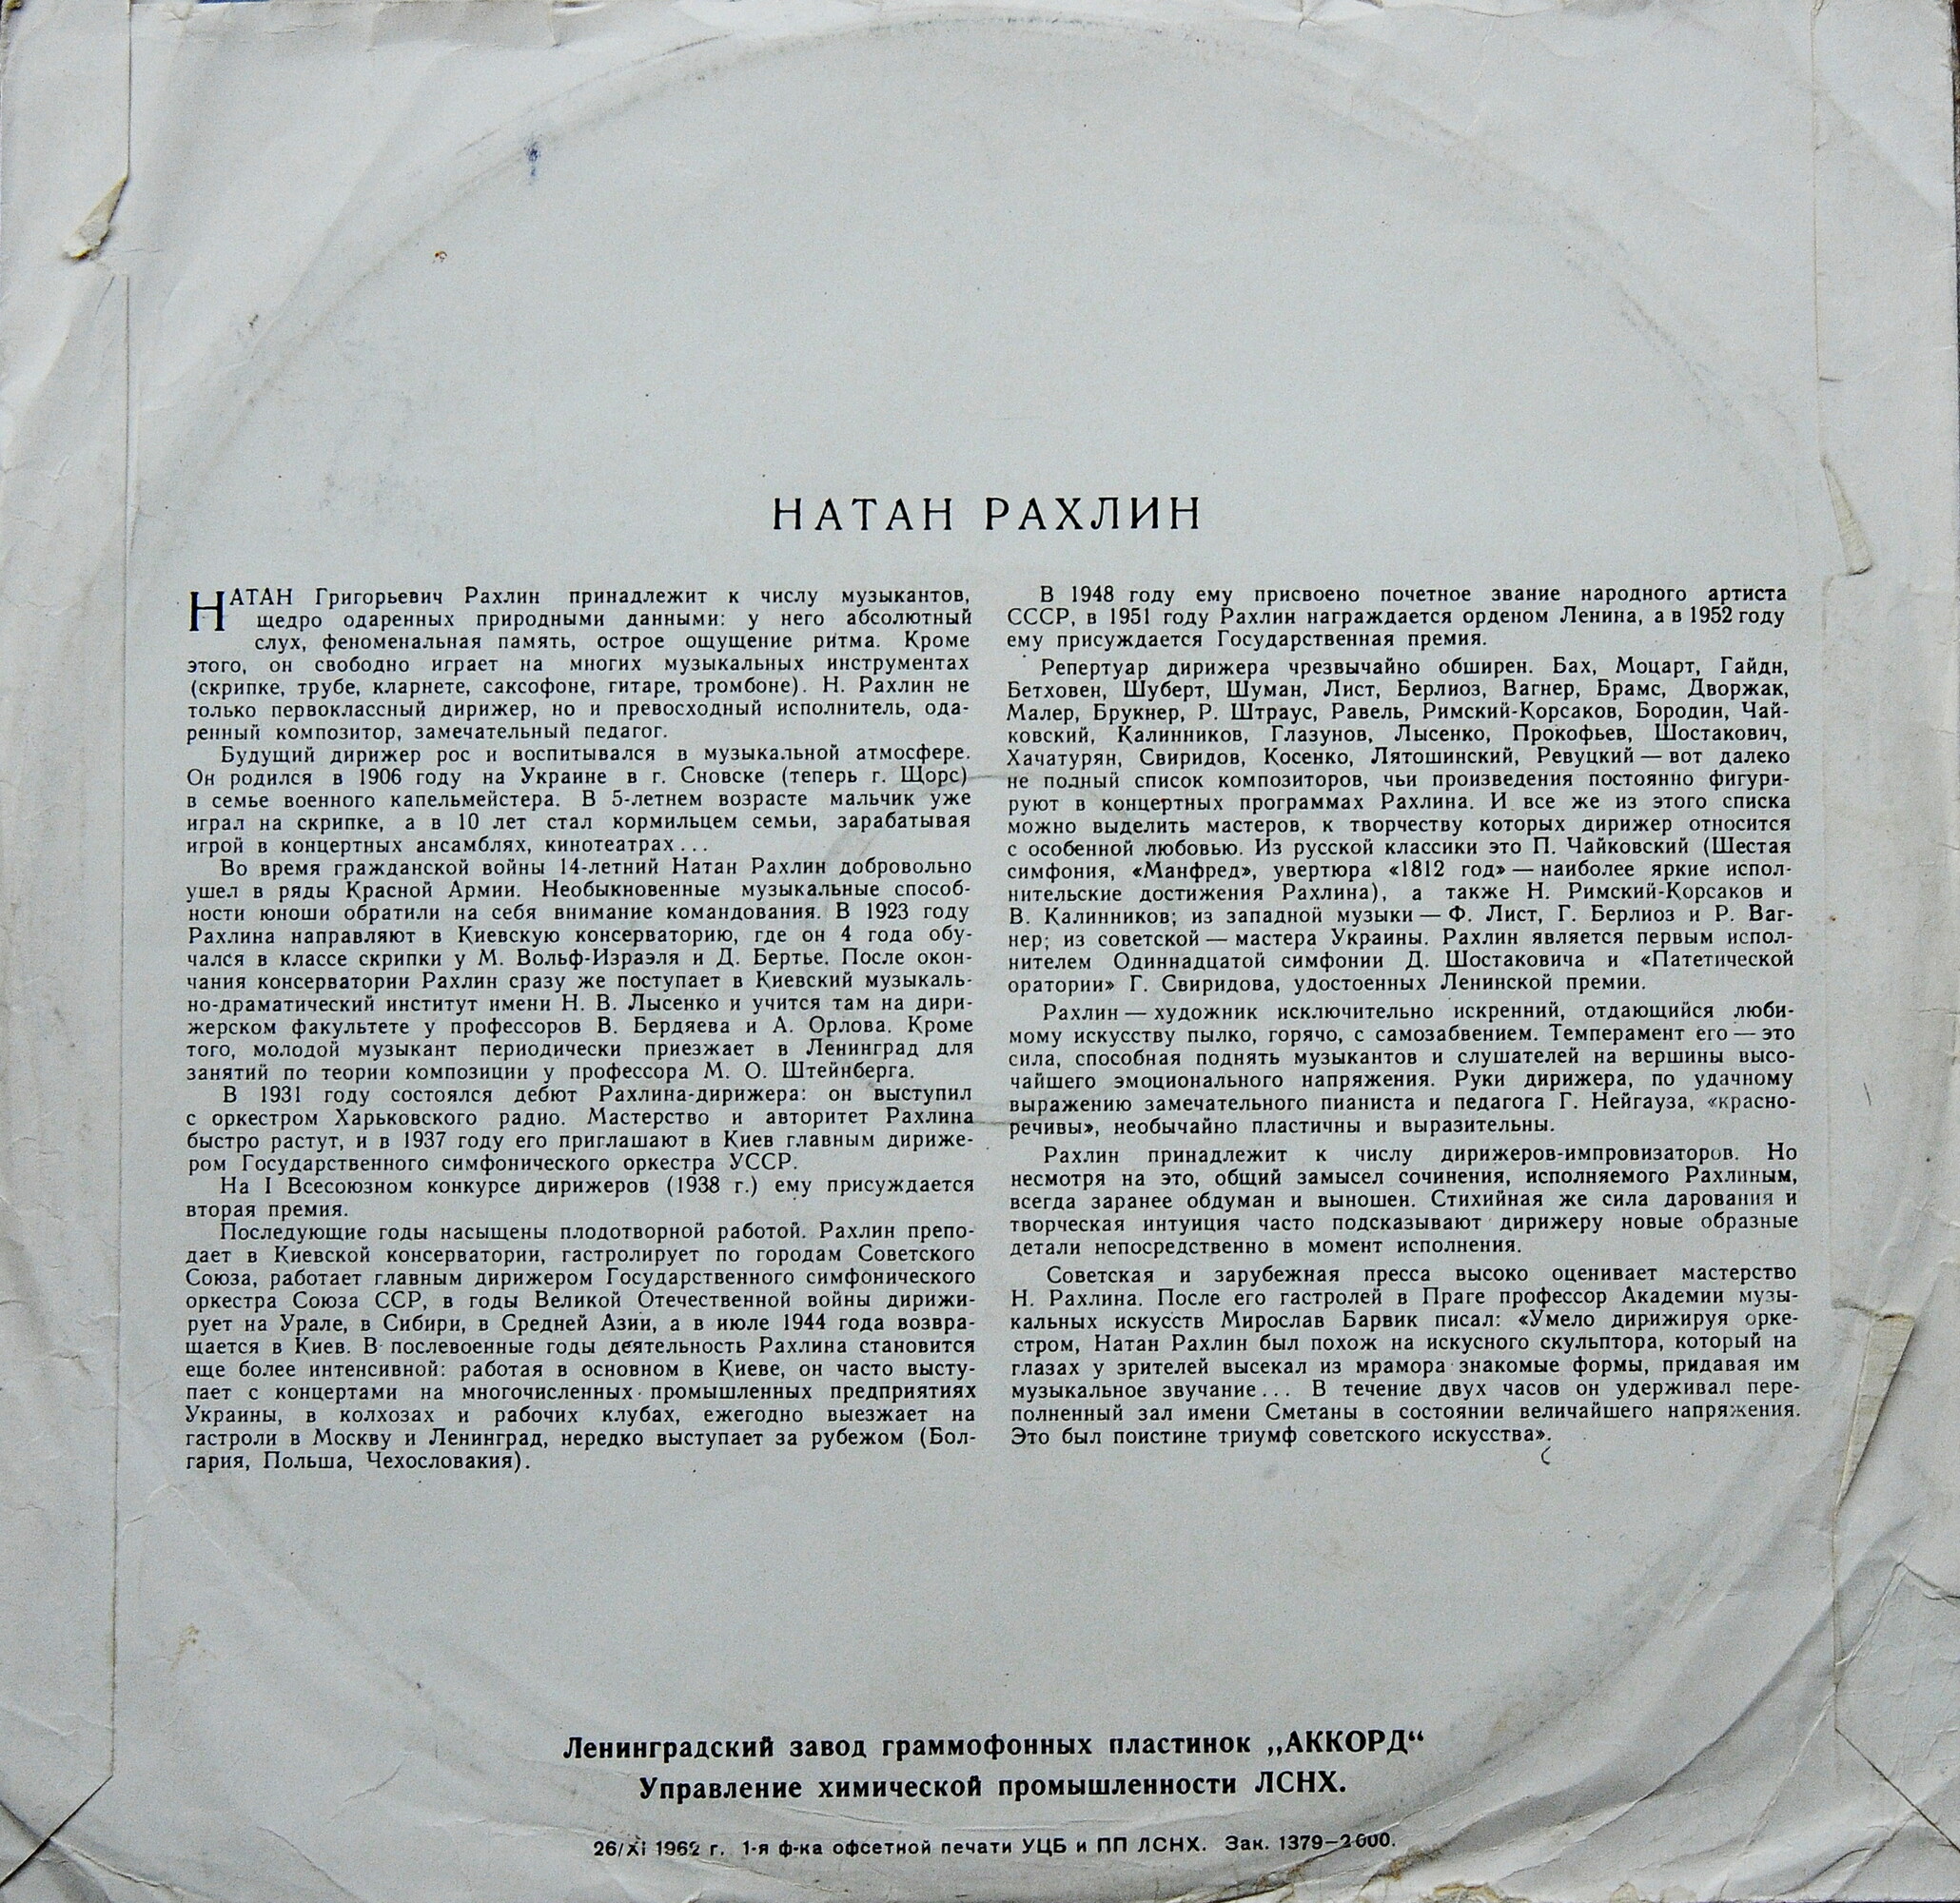 НАТАН РАХЛИН
НАТАН Григорьевич Рахлин принадлежит к числу музыкантов,
щедро одаренных природными данными: у него абсолютный
слух, феноменальная память, острое ощущение ритма. Кроме
этого, он свободно играет на многих музыкальных инструментах
(скрипке, трубе, кларнете, саксофоне, гитаре, тромбоне). Н. Рахлин не
только первоклассный дирижер, но и превосходный исполнитель, ода-
ренный композитор, замечательный педагог.
Будущий дирижер рос и воспитывался в музыкальной атмосфере.
Он родился в 1906 году на Украине в г. Сновске (теперь г. Щорс)
в семье военного капельмейстера. В 5-летнем возрасте мальчик уже
играл на скрипке, а в 10 лет стал кормильцем семьи, зарабатывая
игрой в концертных ансамблях, кинотеатрах...
Во время гражданской войны 14-летний Натан Рахлин добровольно
ушел в ряды Красной Армии. Необыкновенные музыкальные способ-
ности юноши обратили на себя внимание командования. В 1923 году
Рахлина направляют в Киевскую консерваторию, где он 4 года обу-
чался в классе скрипки у М. Вольф-Израэля и Д. Бертье. После окон-
чания консерватории Рахлин сразу же поступает в Киевский музыкаль-
но-драматический институт имени Н. В. Лысенко и учится там на дири-
жерском факультете у профессоров В. Бердяева и А. Орлова. Кроме
того, молодой музыкант периодически приезжает в Ленинград для
занятий по теории композиции у профессора М. О. Штейнберга.
В 1931 году состоялся дебют Рахлина-дирижера: он выступил
с оркестром Харьковского радио. Мастерство и авторитет Рахлина
быстро растут, и в 1937 году его приглашают в Киев главным дириже-
ром Государственного симфонического оркестра УССР.
На I Всесоюзном конкурсе дирижеров (1938 г.) ему присуждается
вторая премия.
Последующие годы насыщены плодотворной работой. Рахлин препо-
дает в Киевской консерватории, гастролирует по городам Советского
Союза, работает главным дирижером Государственного симфонического
оркестра Союза ССР, в годы Великой Отечественной войны дирижи-
рует на Урале, в Сибири, в Средней Азии, а в июле 1944 года возвра-
щается в Киев. В послевоенные годы деятельность Рахлина становится
еще более интенсивной: работая в основном в Киеве, он часто высту-
пает с концертами на многочисленных промышленных предприятиях
Украины, в колхозах и рабочих клубах, ежегодно выезжает на
гастроли в Москву и Ленинград, нередко выступает за рубежом (Бол-
гария, Польша, Чехословакия).
В 1948 году ему присвоено почетное звание народного артиста
СССР, в 1951 году Рахлин награждается орденом Ленина, а в 1952 году
ему присуждается Государственная премия.
Репертуар дирижера чрезвычайно обширен. Бах, Моцарт, Гайдн,
Бетховен, Шуберт, Шуман, Лист, Берлиоз, Вагнер, Брамс, Дворжак,
Малер, Брукнер, Р. Штраус, Равель, Римский-Корсаков, Бородин, Чай-
ковский, Калинников, Глазунов, Лысенко, Прокофьев, Шостакович,
Хачатурян, Свиридов, Косенко, Лятошинский, Ревуцкий — вот далеко
не полный список композиторов, чьи произведения постоянно фигури-
руют в концертных программах Рахлина. И все же из этого списка
можно выделить мастеров, к творчеству которых дирижер относится
с особенной любовью. Из русской классики это П. Чайковский (Шестая
симфония, «Манфред», увертюра «1812 год» — наиболее яркие испол-
нительские достижения Рахлина), а также Н. Римский-Корсаков и
В. Калинников; из западной музыки — Ф. Лист, Г. Берлиоз и Р. Ваг-
нер; из советской — мастера Украины. Рахлин является первым испол-
нителем Одиннадцатой симфонии Д. Шостаковича и «Патетической
оратории» Г. Свиридова, удостоенных Ленинской премии.
Рахлин — художник исключительно искренний, отдающийся люби-
мому искусству пылко, горячо, с самозабвением. Темперамент его — это
сила, способная поднять музыкантов и слушателей на вершины высо-
чайшего эмоционального напряжения. Руки дирижера, по удачному
выражению замечательного пианиста и педагога Г. Нейгауза, «красно-
речивы», необычайно пластичны и выразительны.
Рахлин принадлежит к числу дирижеров-импровизаторов. Но
несмотря на это, общий замысел сочинения, исполняемого Рахлиным,
всегда заранее обдуман и выношен. Стихийная же сила дарования и
творческая интуиция часто подсказывают дирижеру новые образные
детали непосредственно в момент исполнения.
Советская и зарубежная пресса высоко оценивает мастерство
Н. Рахлина. После его гастролей в Праге профессор Академии музы-
кальных искусств Мирослав Барвик писал: «Умело дирижируя орке-
стром, Натан Рахлин был похож на искусного скульптора, который на
глазах у зрителей высекал из мрамора знакомые формы, придавая им
музыкальное звучание... В течение двух часов он удерживал пере-
полненный зал имени Сметаны в состоянии величайшего напряжения.
Это был поистине триумф советского искусства».
Ленинградский завод граммофонных пластинок „АККОРД“
Управление химической промышленности ЛСНХ.
26/XI 1962 г. 1-я ф-ка офсетной печати УЦБ и ПП ЛСНХ. Зак. 1379—2000.